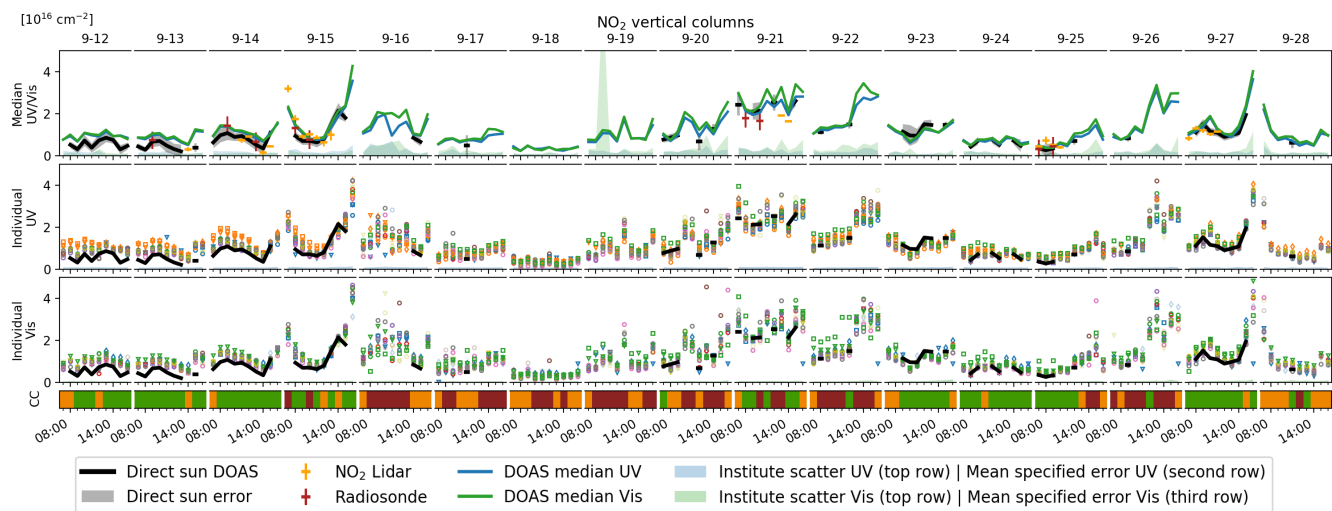 [10¹⁶ cm⁻²]
NO₂ vertical columns
9-12 9-13 9-14 9-15 9-16 9-17 9-18 9-19 9-20 9-21 9-22 9-23 9-24 9-25 9-26 9-27 9-28
Median
UV/Vis
4
2
0
Individual
UV
4
2
0
Individual
Vis
4
2
0
CC
08:00 14:00 08:00 14:00 08:00 14:00 08:00 14:00 08:00 14:00 08:00 14:00 08:00 14:00 08:00 14:00 08:00 14:00 08:00 14:00 08:00 14:00 08:00 14:00 08:00 14:00 08:00 14:00 08:00 14:00 08:00 14:00 08:00 14:00
Direct sun DOAS NO₂ Lidar DOAS median UV Institute scatter UV (top row) | Mean specified error UV (second row)
Direct sun error Radiosonde DOAS median Vis Institute scatter Vis (top row) | Mean specified error Vis (third row)